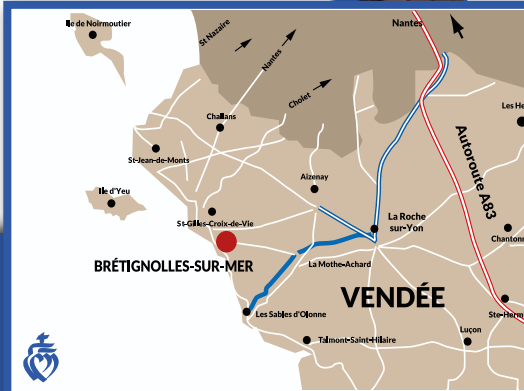 Ile de Noirmoutier
St Nazaire
Nantes
Nantes
Cholet
Les He
Challans
Autoroute A83
St-Jean-de-Monts
Aizenay
Ile d'Yeu
St-Gilles-Croix-de-Vie
La Roche
sur-Yon
Chantonn
BRÉTIGNOLLES-SUR-MER
La Mothe-Achard
VENDÉE
Les Sables d'Olonne
Ste-Herm
Talmont-Saint-Hilaire
Luçon